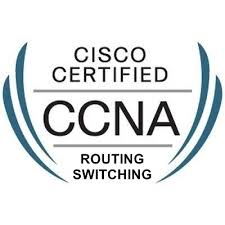 CISCO
CERTIFIED
CCNA
ROUTING
SWITCHING